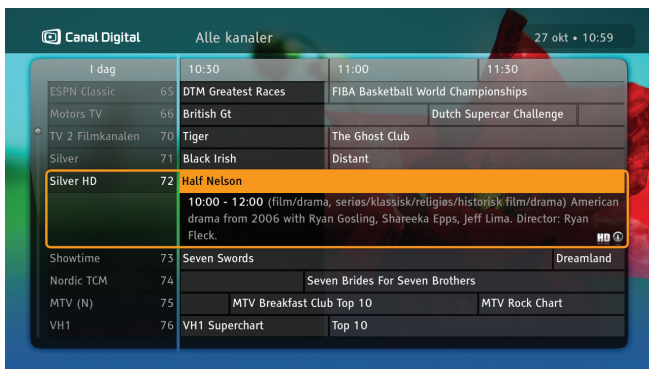 Canal Digital Alle kanaler 27 okt • 10:59
I dag 10:30 11:00 11:30
ESPN Classic 65 DTM Greatest Races FIBA Basketball World Championships
Motors TV 66 British Gt Dutch Supercar Challenge
TV 2 Filmkanalen 70 Tiger The Ghost Club
Silver 71 Black Irish Distant
Silver HD 72 Half Nelson
10:00 - 12:00 (film/drama, seriøs/klassisk/religiøs/historisk film/drama) American
drama from 2006 with Ryan Gosling, Shareeka Epps, Jeff Lima. Director: Ryan
Fleck.
HD i
Showtime 73 Seven Swords Dreamland
Nordic TCM 74 Seven Brides For Seven Brothers
MTV (N) 75 MTV Breakfast Club Top 10 MTV Rock Chart
VH1 76 VH1 Superchart Top 10